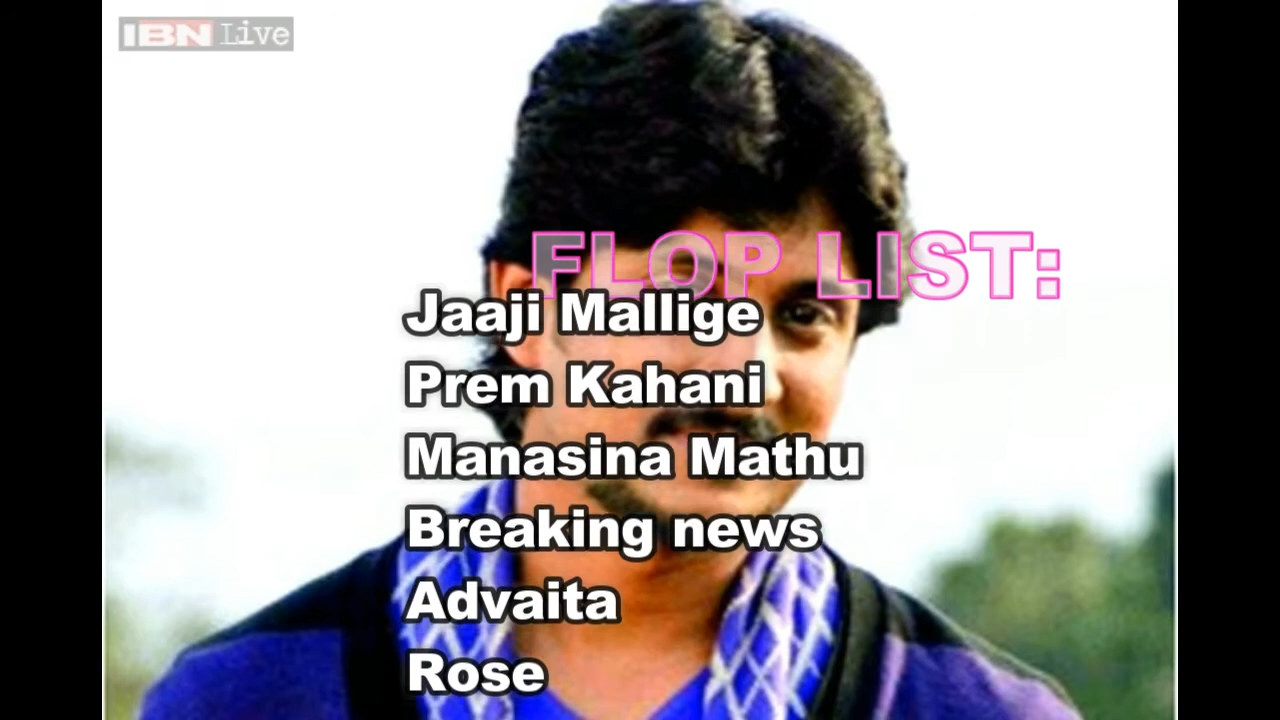 IBN Live
FLOP LIST:
Jaaji Mallige
Prem Kahani
Manasina Mathu
Breaking news
Advaita
Rose